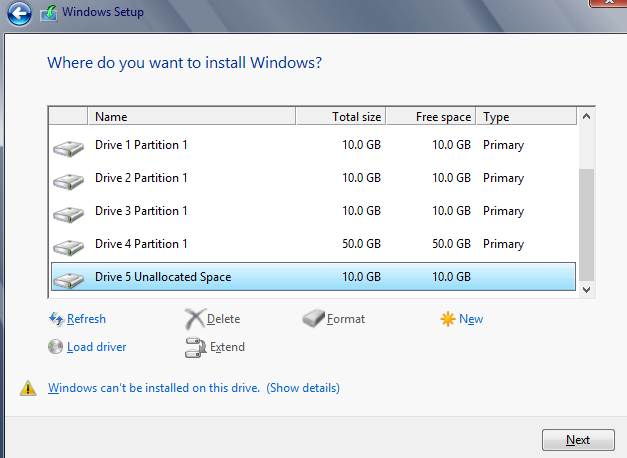 Windows Setup
Where do you want to install Windows?
Name Total size Free space Type
Drive 1 Partition 1 10.0 GB 10.0 GB Primary
Drive 2 Partition 1 10.0 GB 10.0 GB Primary
Drive 3 Partition 1 10.0 GB 10.0 GB Primary
Drive 4 Partition 1 50.0 GB 50.0 GB Primary
Drive 5 Unallocated Space 10.0 GB 10.0 GB
Refresh Delete Format New
Load driver Extend
Windows can't be installed on this drive. (Show details)
Next